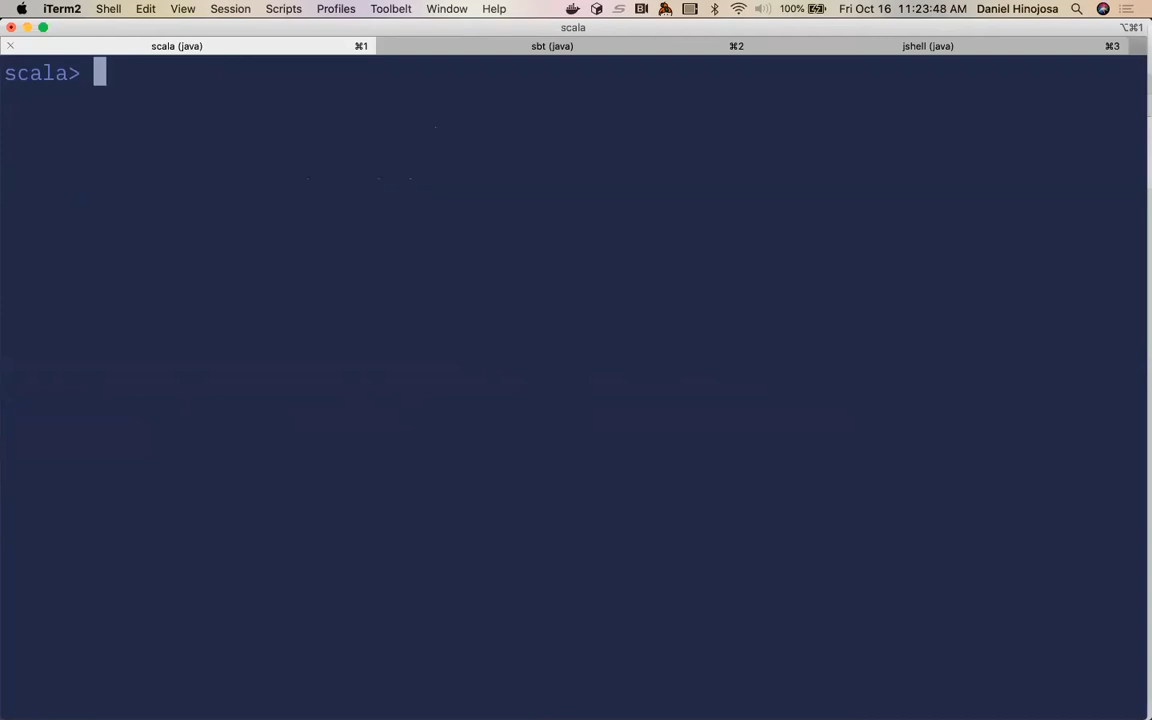 iTerm2 Shell Edit View Session Scripts Profiles Toolbelt Window Help 100% Fri Oct 16 11:23:48 AM Daniel Hinojosa
scala ⌥⌘1
scala (java) ⌘1 sbt (java) ⌘2 jshell (java) ⌘3
scala>